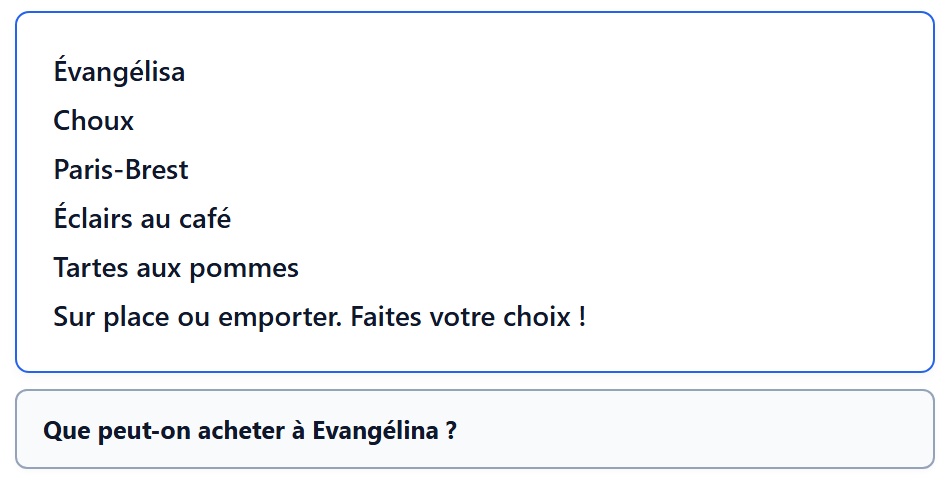 Évangélisa
Choux
Paris-Brest
Éclairs au café
Tartes aux pommes
Sur place ou emporter. Faites votre choix !
Que peut-on acheter à Evangélina ?